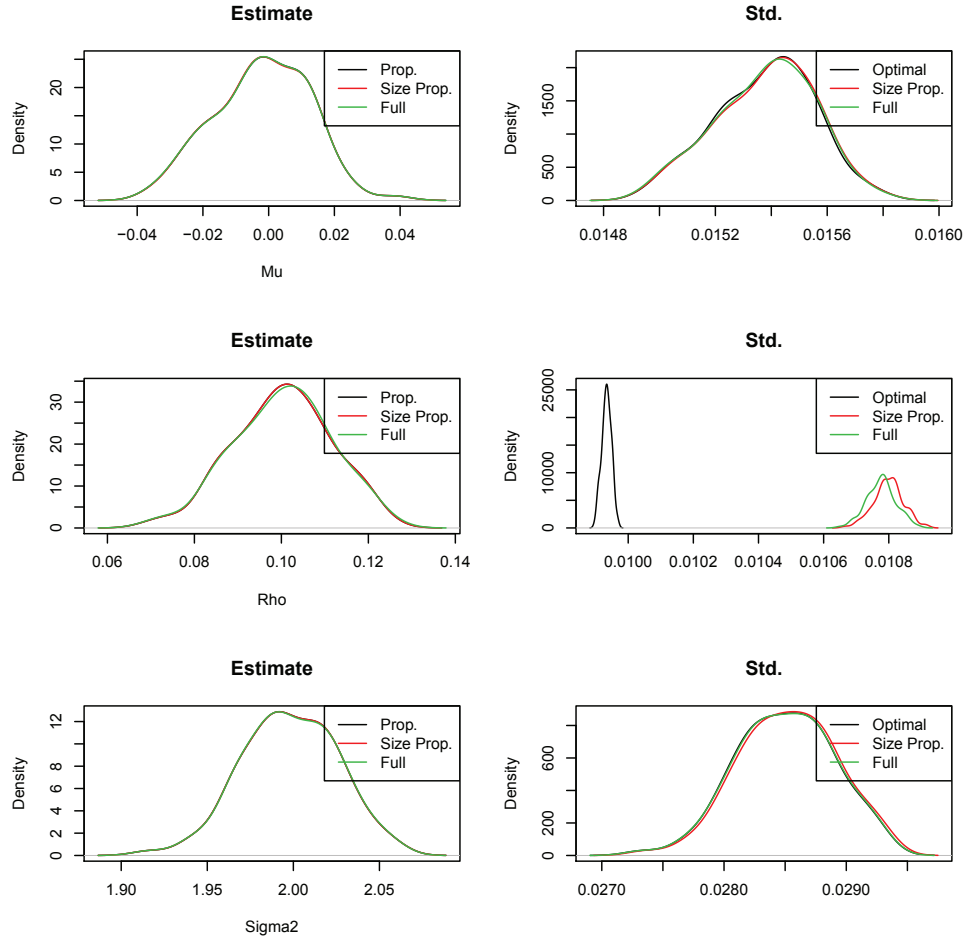 Estimate
Density
0 5 10 20
−0.04 −0.02 0.00 0.02 0.04
Mu
Prop.
Size Prop.
Full
Std.
Density
0 500 1500
0.0148 0.0152 0.0156 0.0160
Optimal
Size Prop.
Full
Estimate
Density
0 10 20 30
0.06 0.08 0.10 0.12 0.14
Rho
Prop.
Size Prop.
Full
Std.
Density
0 10000 25000
0.0100 0.0102 0.0104 0.0106 0.0108
Optimal
Size Prop.
Full
Estimate
Density
0 2 4 6 8 12
1.90 1.95 2.00 2.05
Sigma2
Prop.
Size Prop.
Full
Std.
Density
0 200 600
0.0270 0.0280 0.0290
Optimal
Size Prop.
Full